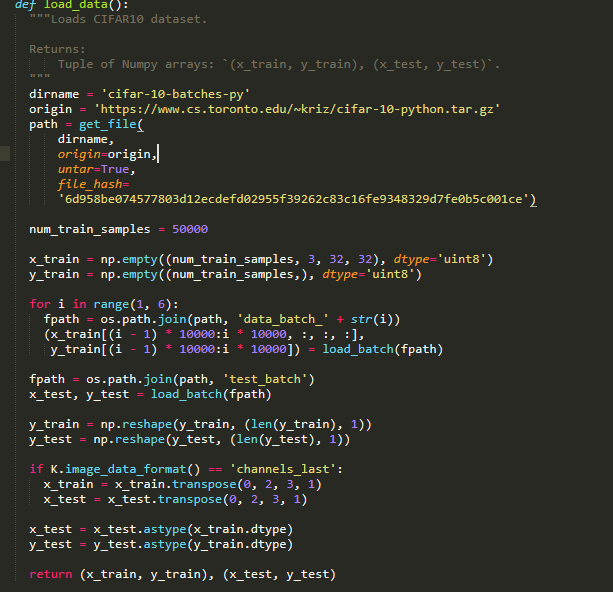 def load_data():
  """Loads CIFAR10 dataset.

  Returns:
      Tuple of Numpy arrays: `(x_train, y_train), (x_test, y_test)`.
  """
  dirname = 'cifar-10-batches-py'
  origin = 'https://www.cs.toronto.edu/~kriz/cifar-10-python.tar.gz'
  path = get_file(
      dirname,
      origin=origin,
      untar=True,
      file_hash=
      '6d958be074577803d12ecdefd02955f39262c83c16fe9348329d7fe0b5c001ce')

  num_train_samples = 50000

  x_train = np.empty((num_train_samples, 3, 32, 32), dtype='uint8')
  y_train = np.empty((num_train_samples,), dtype='uint8')

  for i in range(1, 6):
    fpath = os.path.join(path, 'data_batch_' + str(i))
    (x_train[(i - 1) * 10000:i * 10000, :, :, :],
     y_train[(i - 1) * 10000:i * 10000]) = load_batch(fpath)

  fpath = os.path.join(path, 'test_batch')
  x_test, y_test = load_batch(fpath)

  y_train = np.reshape(y_train, (len(y_train), 1))
  y_test = np.reshape(y_test, (len(y_test), 1))

  if K.image_data_format() == 'channels_last':
    x_train = x_train.transpose(0, 2, 3, 1)
    x_test = x_test.transpose(0, 2, 3, 1)

  x_test = x_test.astype(x_train.dtype)
  y_test = y_test.astype(y_train.dtype)

  return (x_train, y_train), (x_test, y_test)